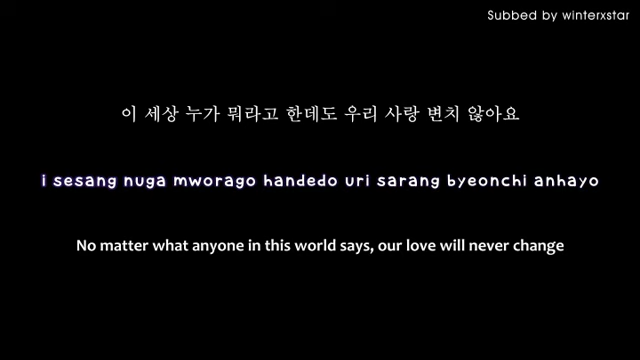 Subbed by winterxstar
이 세상 누가 뭐라고 한데도 우리 사랑 변치 않아요
i sesang nuga mworago handedo uri sarang byeonchi anhayo
No matter what anyone in this world says, our love will never change